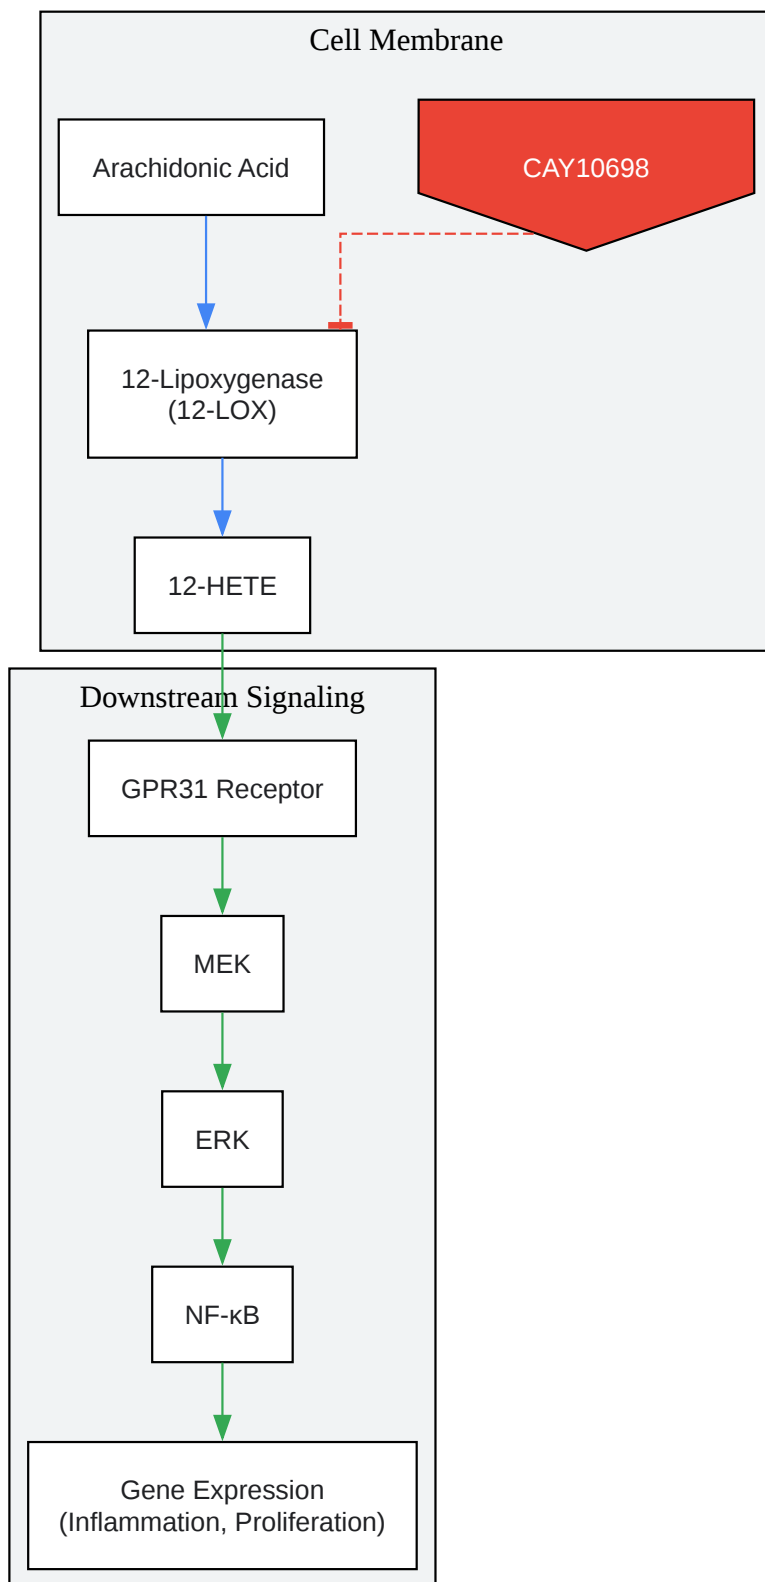 Cell Membrane
Arachidonic Acid
CAY10698
12-Lipoxygenase
(12-LOX)
12-HETE
Downstream Signaling
GPR31 Receptor
MEK
ERK
NF-κB
Gene Expression
(Inflammation, Proliferation)